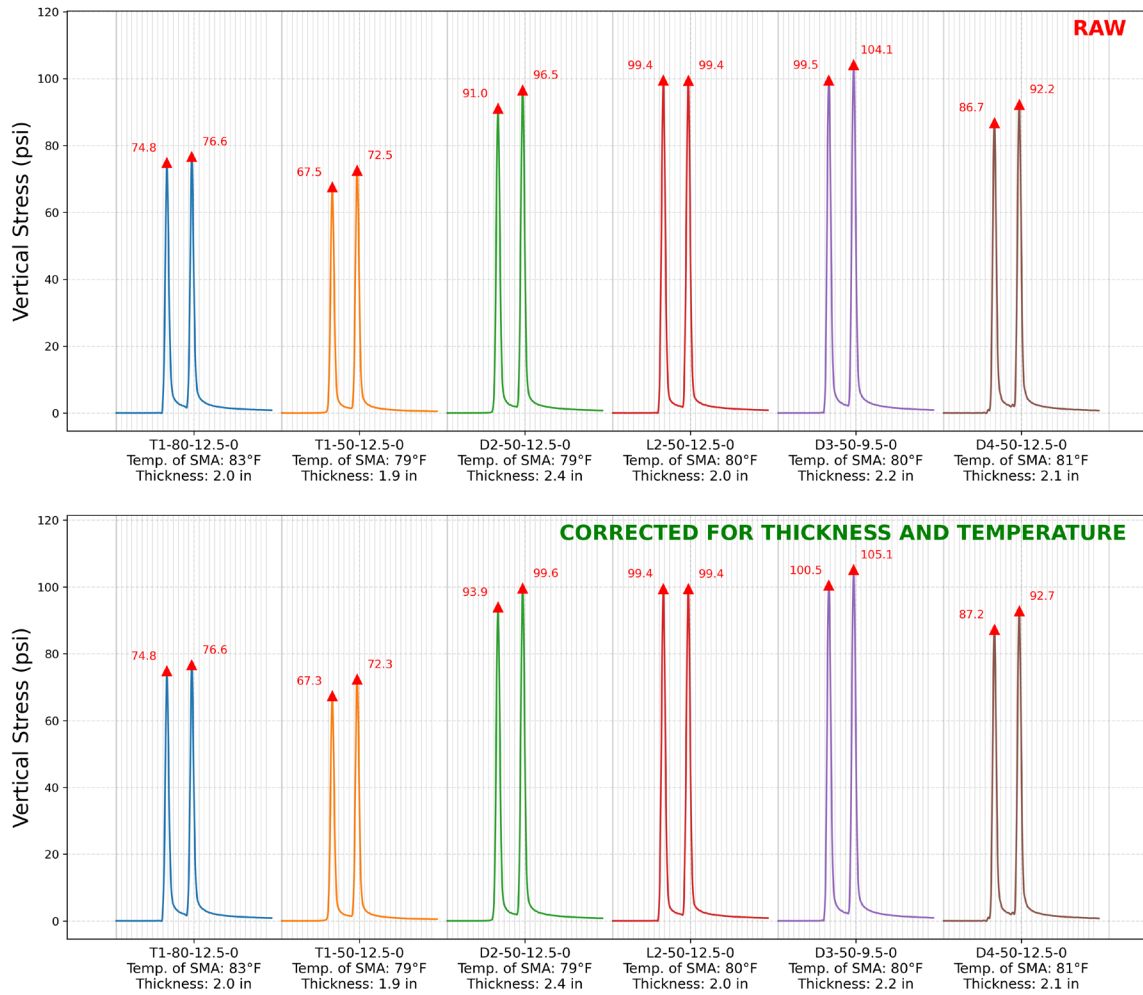 RAW
Vertical Stress (psi)
120
100
80
60
40
20
0
74.8
76.6
67.5
72.5
91.0
96.5
99.4
99.4
99.5
104.1
86.7
92.2
T1-80-12.5-0
Temp. of SMA: 83°F
Thickness: 2.0 in
T1-50-12.5-0
Temp. of SMA: 79°F
Thickness: 1.9 in
D2-50-12.5-0
Temp. of SMA: 79°F
Thickness: 2.4 in
L2-50-12.5-0
Temp. of SMA: 80°F
Thickness: 2.0 in
D3-50-9.5-0
Temp. of SMA: 80°F
Thickness: 2.2 in
D4-50-12.5-0
Temp. of SMA: 81°F
Thickness: 2.1 in
CORRECTED FOR THICKNESS AND TEMPERATURE
Vertical Stress (psi)
120
100
80
60
40
20
0
74.8
76.6
67.3
72.3
93.9
99.6
99.4
99.4
100.5
105.1
87.2
92.7
T1-80-12.5-0
Temp. of SMA: 83°F
Thickness: 2.0 in
T1-50-12.5-0
Temp. of SMA: 79°F
Thickness: 1.9 in
D2-50-12.5-0
Temp. of SMA: 79°F
Thickness: 2.4 in
L2-50-12.5-0
Temp. of SMA: 80°F
Thickness: 2.0 in
D3-50-9.5-0
Temp. of SMA: 80°F
Thickness: 2.2 in
D4-50-12.5-0
Temp. of SMA: 81°F
Thickness: 2.1 in